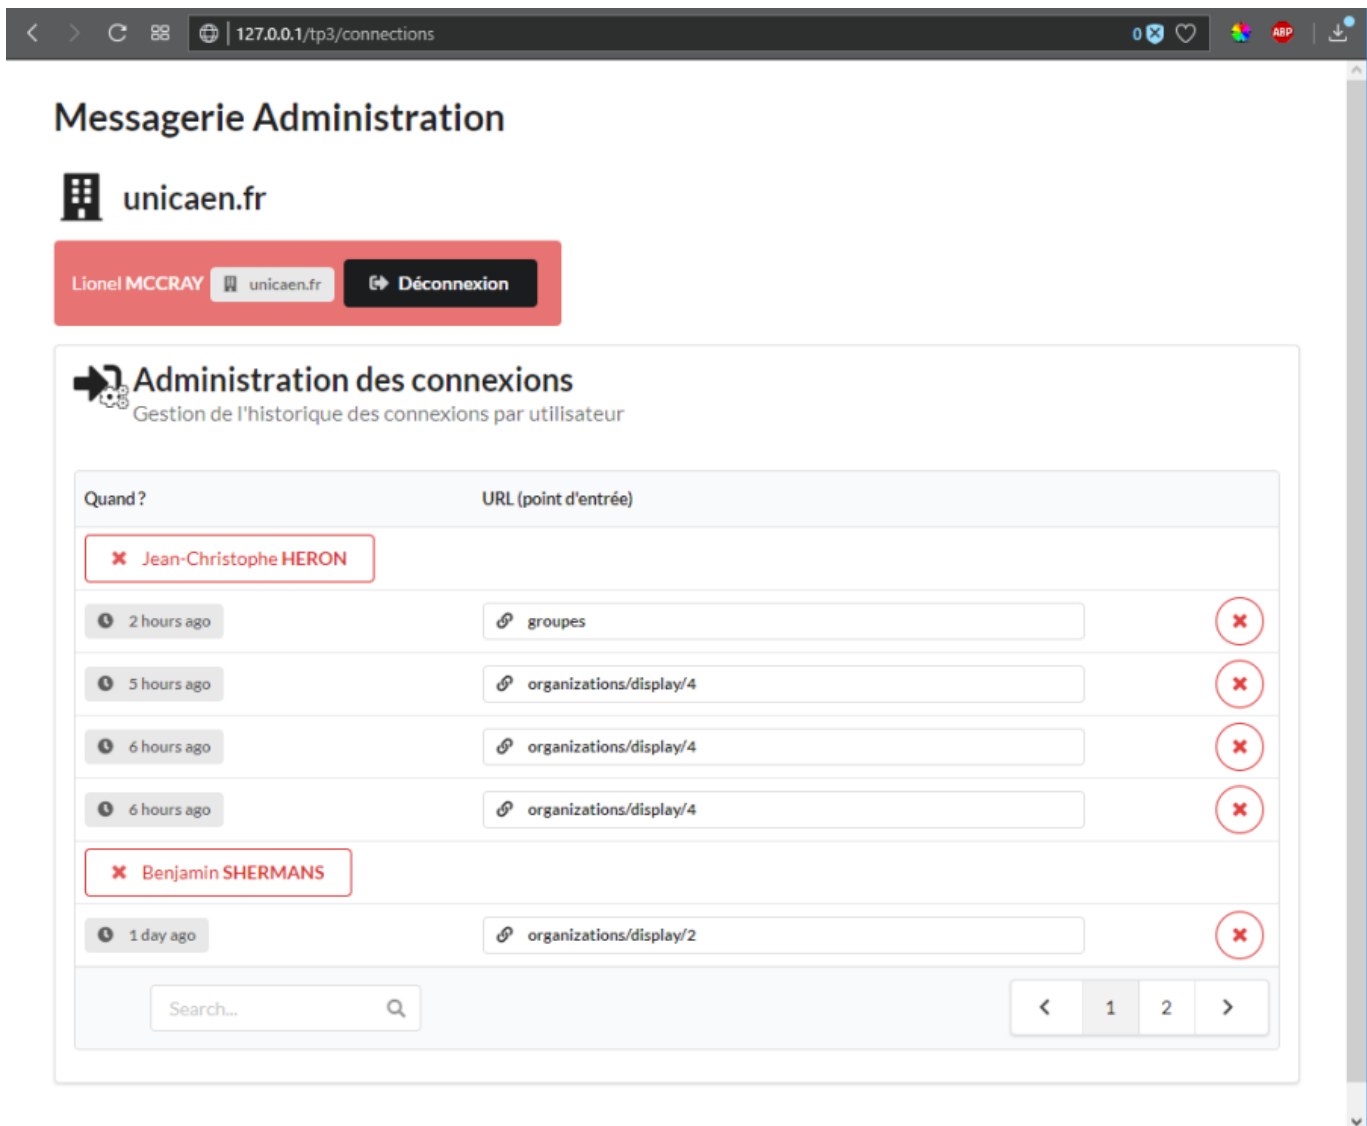 127.0.0.1/tp3/connections 0 ABP
Messagerie Administration
unicaen.fr
Lionel MCCRAY unicaen.fr Déconnexion
Administration des connexions
Gestion de l'historique des connexions par utilisateur
Quand ? URL (point d'entrée)
Jean-Christophe HERON
2 hours ago groupes
5 hours ago organizations/display/4
6 hours ago organizations/display/4
6 hours ago organizations/display/4
Benjamin SHERMANS
1 day ago organizations/display/2
Search... 1 2